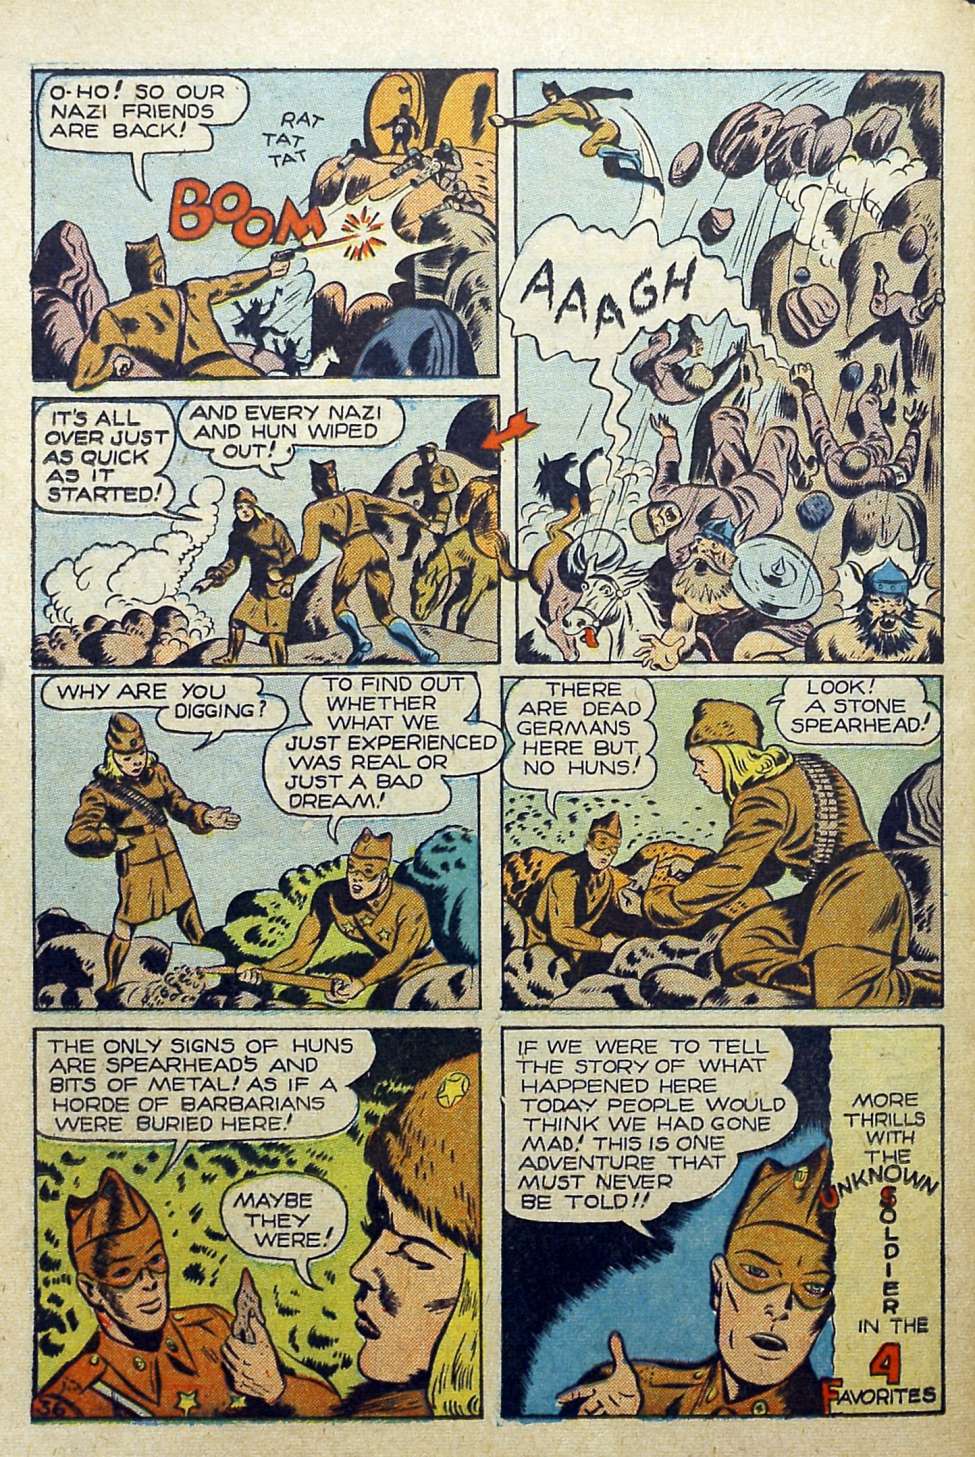 O-HO! SO OUR
NAZI FRIENDS
ARE BACK!
RAT
TAT
TAT
BOOM
AAAGH
IT'S ALL
OVER JUST
AS QUICK
AS IT
STARTED!
AND EVERY NAZI
AND HUN WIPED
OUT!
WHY ARE YOU
DIGGING?
TO FIND OUT
WHETHER
WHAT WE
JUST EXPERIENCED
WAS REAL OR
JUST A BAD
DREAM!
THERE
ARE DEAD
GERMANS
HERE BUT
NO HUNS!
LOOK!
A STONE
SPEARHEAD!
THE ONLY SIGNS OF HUNS
ARE SPEARHEADS AND
BITS OF METAL! AS IF A
HORDE OF BARBARIANS
WERE BURIED HERE!
MAYBE
THEY
WERE!
36
IF WE WERE TO TELL
THE STORY OF WHAT
HAPPENED HERE
TODAY PEOPLE WOULD
THINK WE HAD GONE
MAD! THIS IS ONE
ADVENTURE THAT
MUST NEVER
BE TOLD!!
MORE
THRILLS
WITH
THE
UNKNOWN
SOLDIER
IN THE
4
FAVORITES